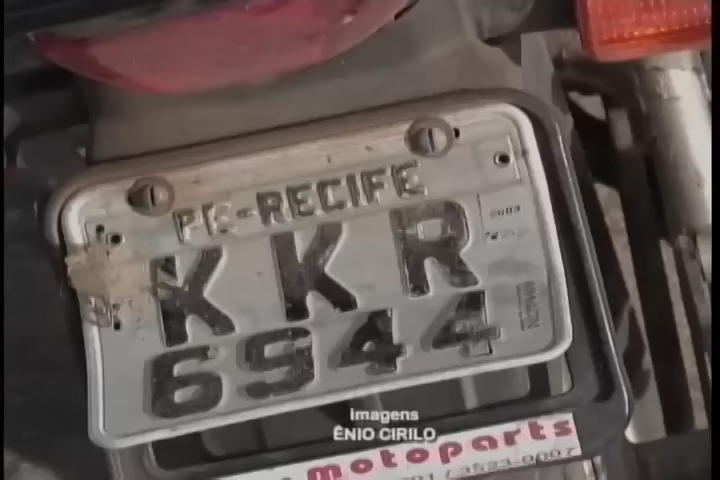 PE-RECIFE
KKR
6944
imagens
ÊNIO CIRILO
motoparts